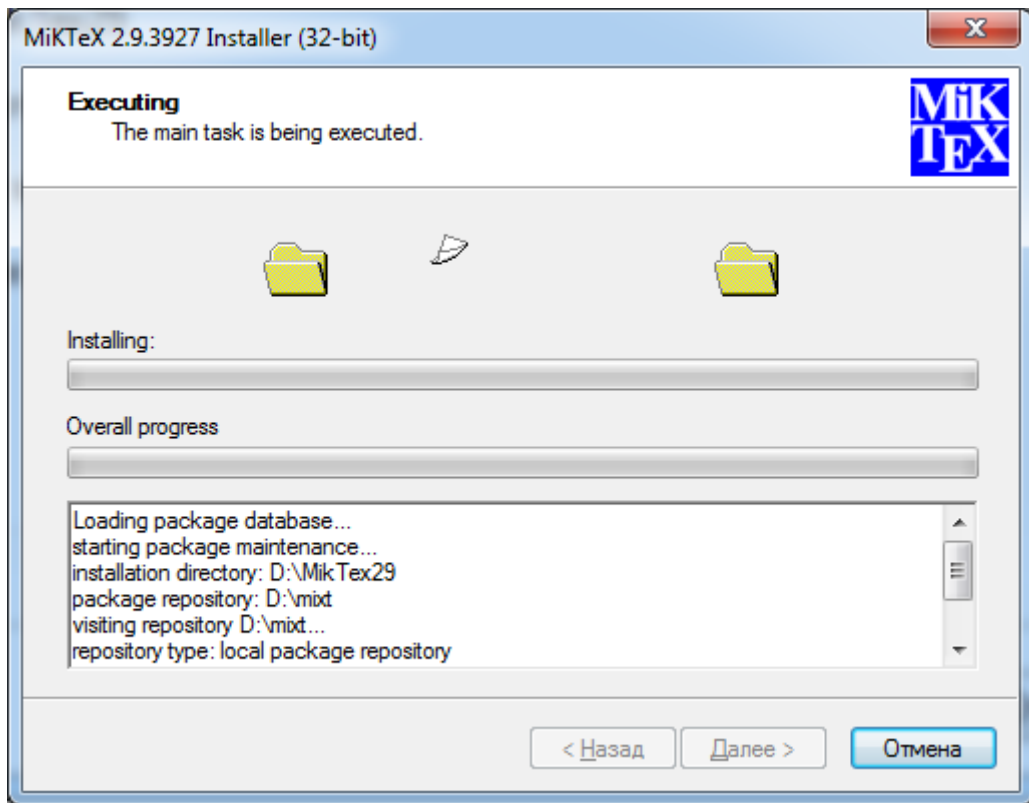 MiKTeX 2.9.3927 Installer (32-bit)
Executing
The main task is being executed.
MiK
TEX
Installing:
Overall progress
Loading package database...
starting package maintenance...
installation directory: D:\MikTex29
package repository: D:\mixt
visiting repository D:\mixt...
repository type: local package repository
< Назад
Далее >
Отмена